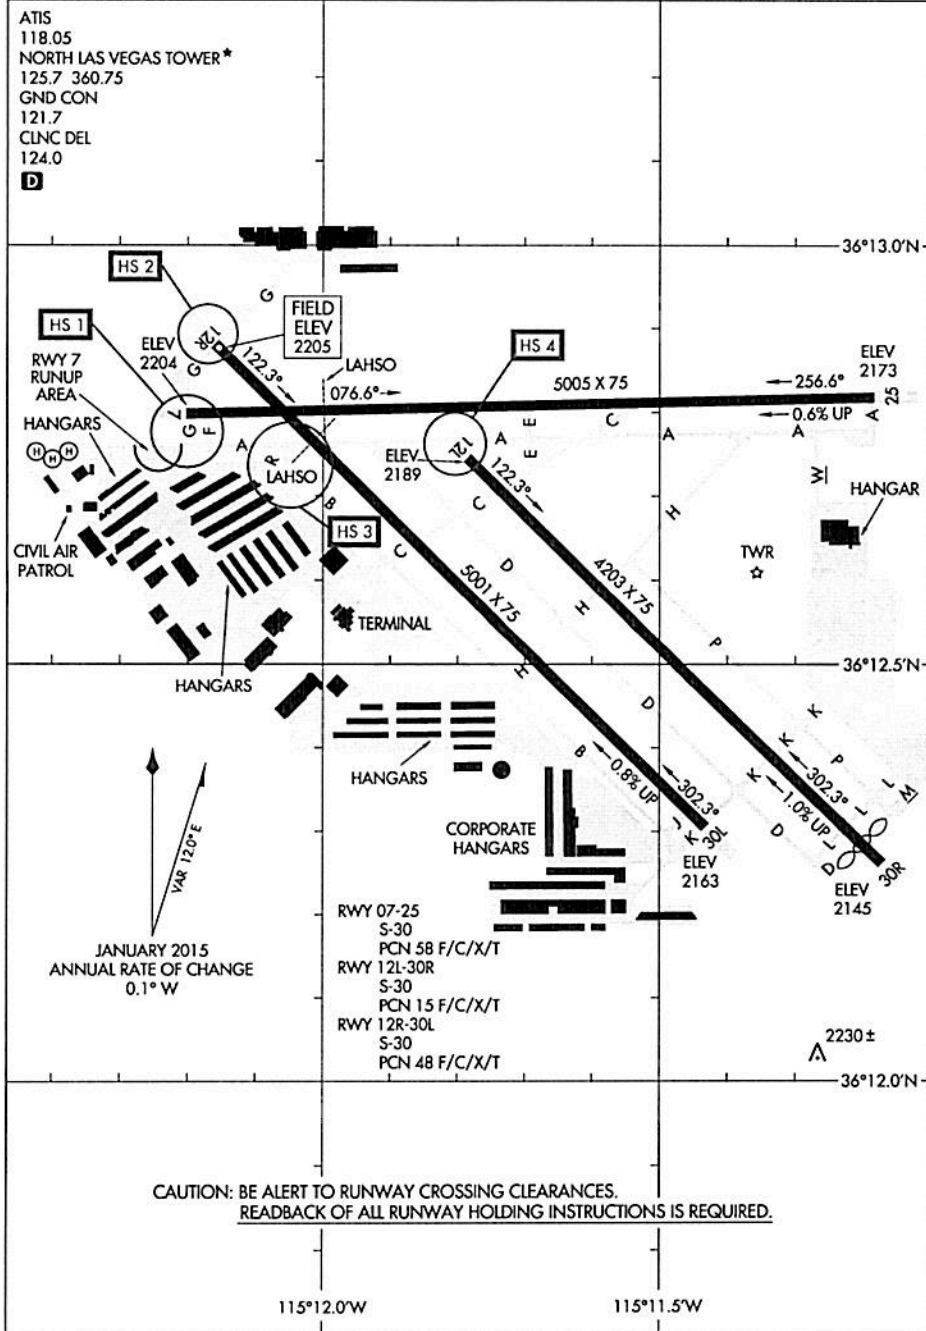 ATIS
118.05
NORTH LAS VEGAS TOWER★
125.7 360.75
GND CON
121.7
CLNC DEL
124.0
D
36°13.0'N
HS 2
G
HS 1
12R
FIELD
ELEV
2205
ELEV
2204
HS 4
ELEV
2173
RWY 7
RUNUP
AREA
G
122.3°
LAHSO
076.6°
5005 X 75
256.6°
0.6% UP
25
HANGARS
7
G
F
A
R
LAHSO
B
12L
A
E
E
C
A
A
A
H H H
ELEV
2189
122.3°
C
H
W
HANGAR
HS 3
CIVIL AIR
PATROL
C
D
TWR
5001 X 75
4203 X 75
H
TERMINAL
P
36°12.5'N
HANGARS
H
D
K
K
P
L
L
M
HANGARS
B
0.8% UP
302.3°
K
302.3°
1.0% UP
L
L
D
D
30R
VAR 12.0° E
CORPORATE
HANGARS
J
K
30L
ELEV
2163
ELEV
2145
JANUARY 2015
ANNUAL RATE OF CHANGE
0.1° W
RWY 07-25
S-30
PCN 58 F/C/X/T
RWY 12L-30R
S-30
PCN 15 F/C/X/T
RWY 12R-30L
S-30
PCN 48 F/C/X/T
2230 ±
36°12.0'N
CAUTION: BE ALERT TO RUNWAY CROSSING CLEARANCES.
READBACK OF ALL RUNWAY HOLDING INSTRUCTIONS IS REQUIRED.
115°12.0'W
115°11.5'W